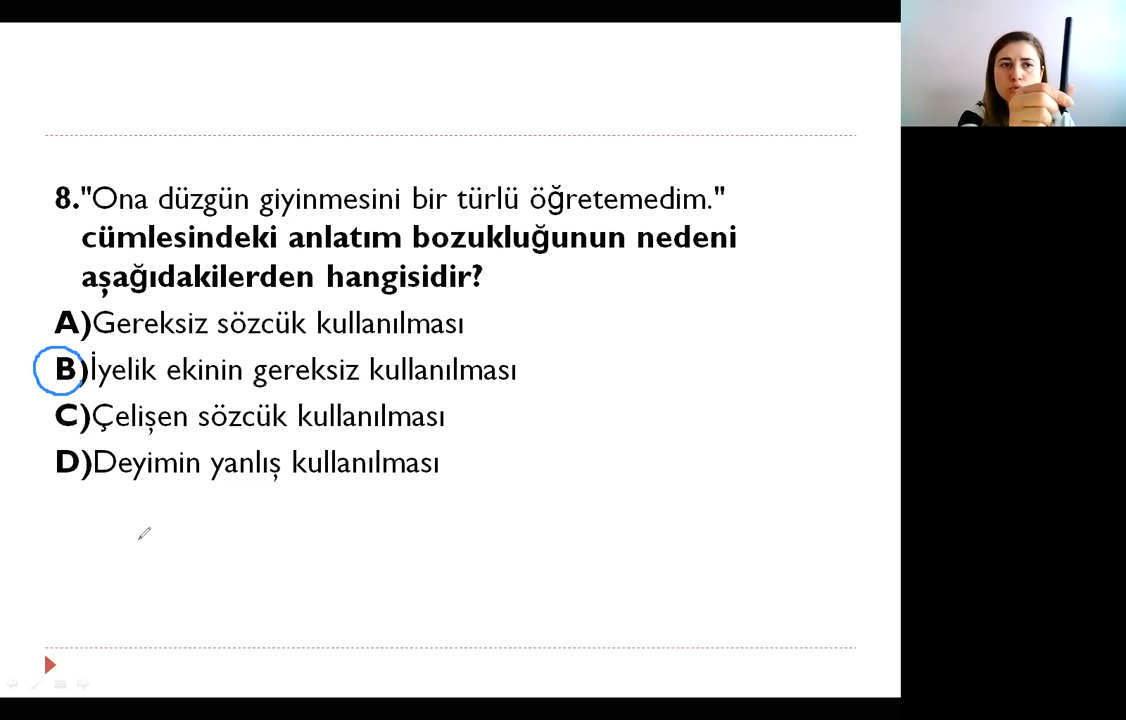 8."Ona düzgün giyinmesini bir türlü öğretemedim."
cümlesindeki anlatım bozukluğunun nedeni
aşağıdakilerden hangisidir?
A)Gereksiz sözcük kullanılması
B)İyelik ekinin gereksiz kullanılması
C)Çelişen sözcük kullanılması
D)Deyimin yanlış kullanılması